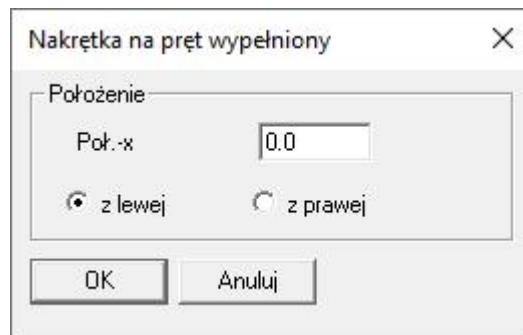 Nakrętka na pręt wypełniony
Położenie
Poł.-x 0.0
z lewej z prawej
OK Anuluj